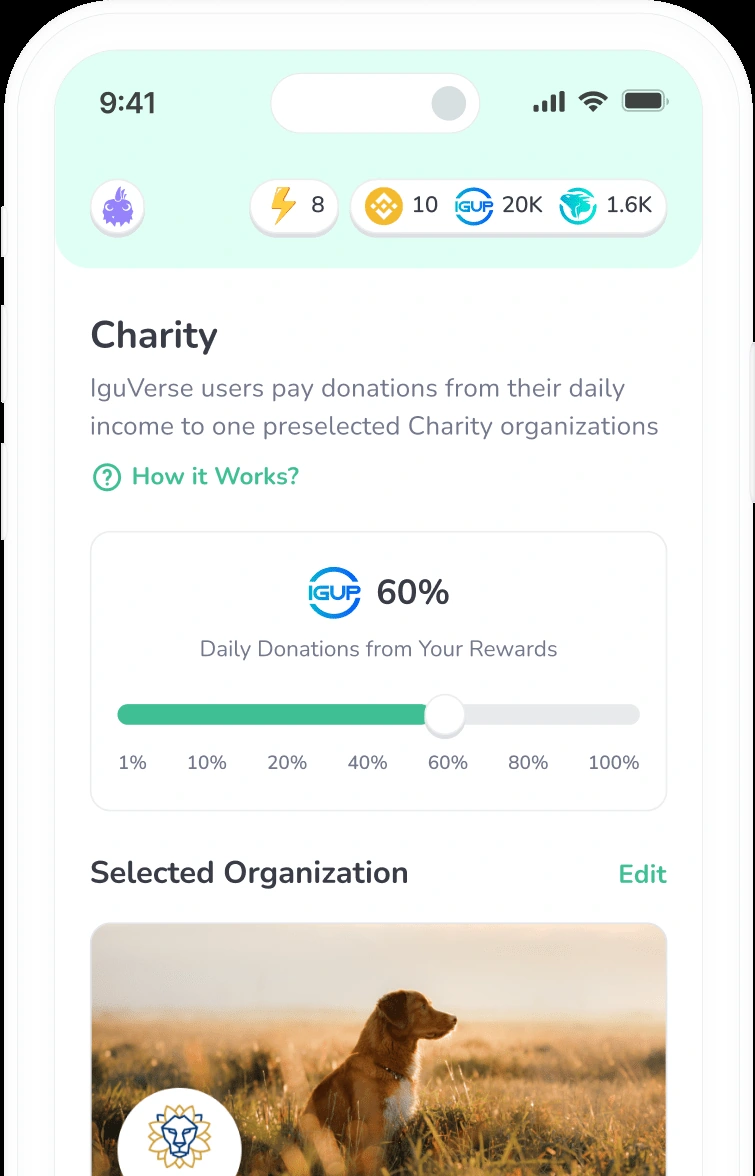 9:41
8 10 IGUP 20K 1.6K
Charity
IguVerse users pay donations from their daily
income to one preselected Charity organizations
? How it Works?
IGUP 60%
Daily Donations from Your Rewards
1% 10% 20% 40% 60% 80% 100%
Selected Organization Edit